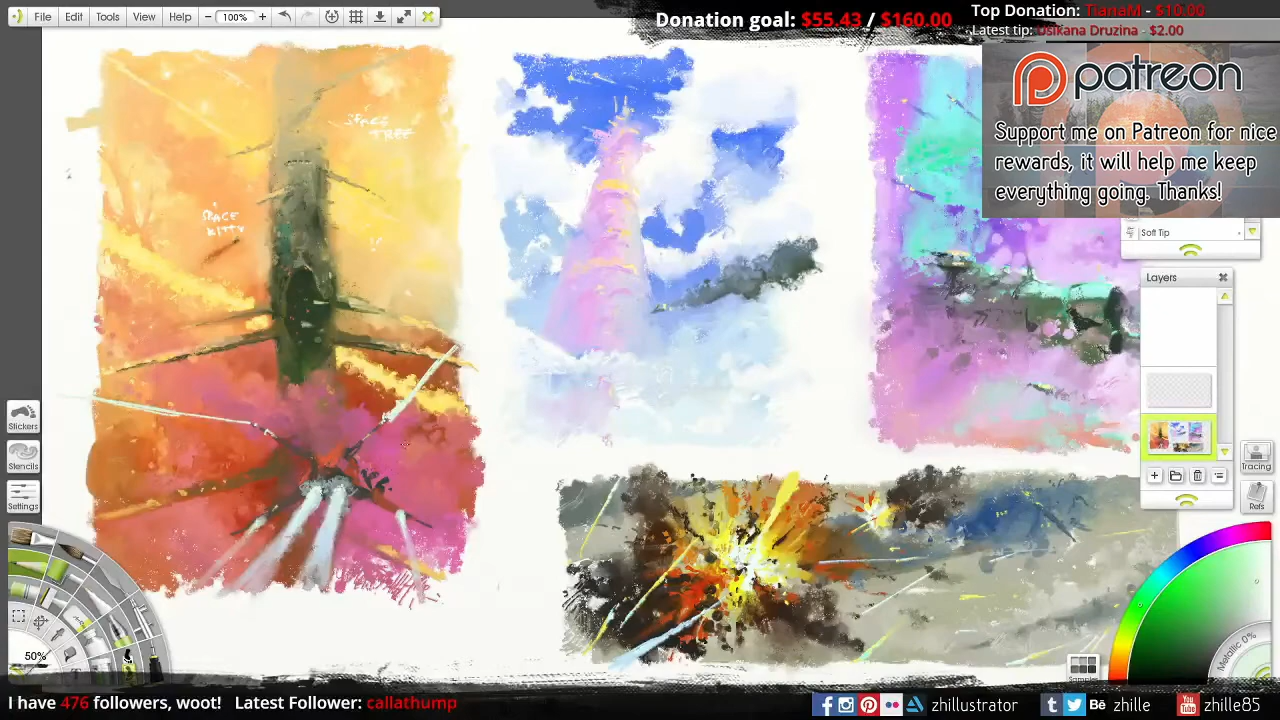 File Edit Tools View Help 100%
Donation goal: $55.43 / $160.00
Top Donation: TianaM - $10.00
Latest tip: Usikana Druzina - $2.00
patreon
Support me on Patreon for nice
rewards, it will help me keep
everything going. Thanks!
SPACE
TREE
SPACE
KITTY
Soft Tip
Layers
Stickers
Stencils
Settings
Tracing
Refs
50%
Metallic 0%
Samples
I have 476 followers, woot! Latest Follower: callathump
zhillustrator
zhille
zhille85